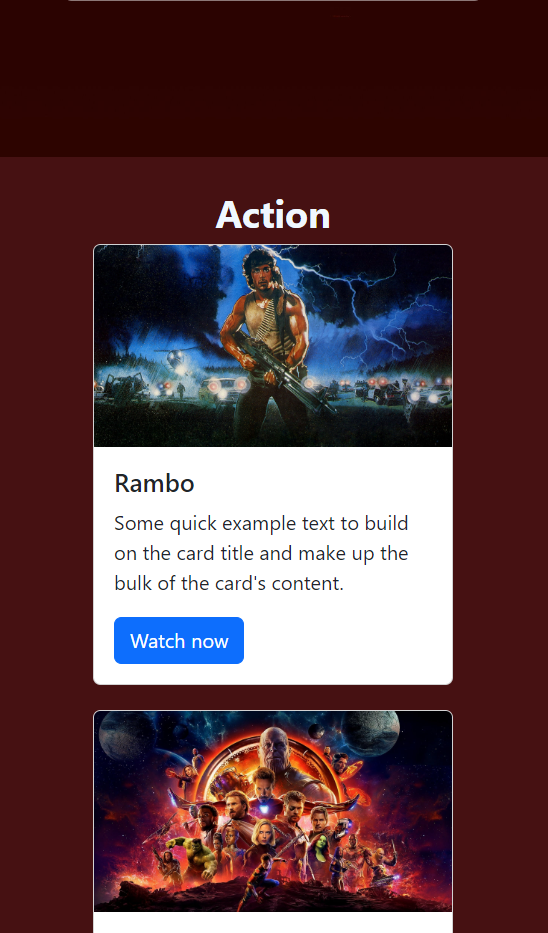 Action
Rambo
Some quick example text to build
on the card title and make up the
bulk of the card's content.
Watch now